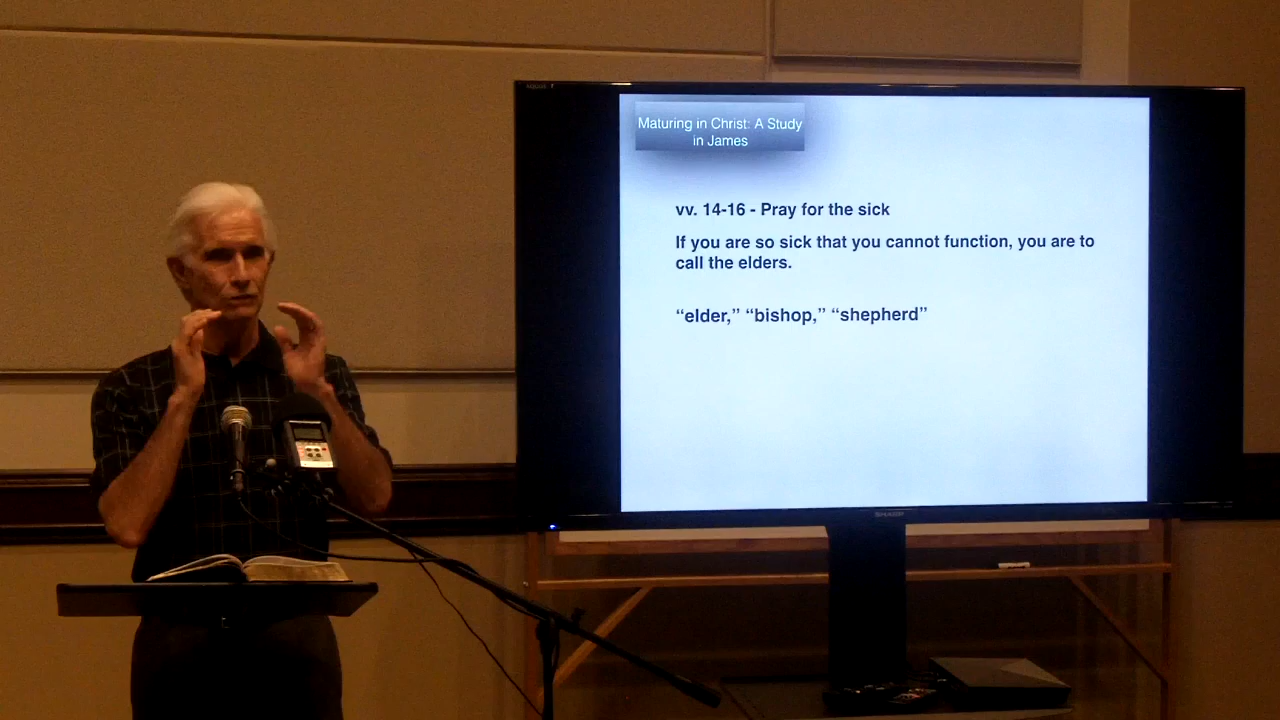 Maturing in Christ: A Study
in James
vv. 14-16 - Pray for the sick
If you are so sick that you cannot function, you are to
call the elders.
“elder,” “bishop,” “shepherd”
SHARP